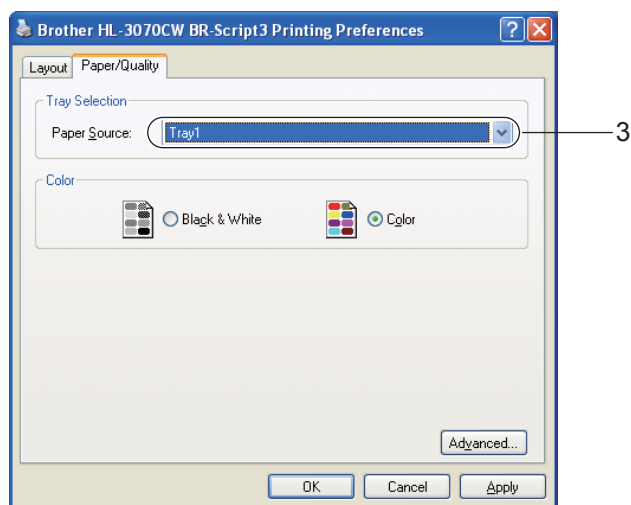 Brother HL-3070CW BR-Script3 Printing Preferences
Layout Paper/Quality
Tray Selection
Paper Source: Tray1 3
Color
Black & White Color
Advanced...
OK Cancel Apply